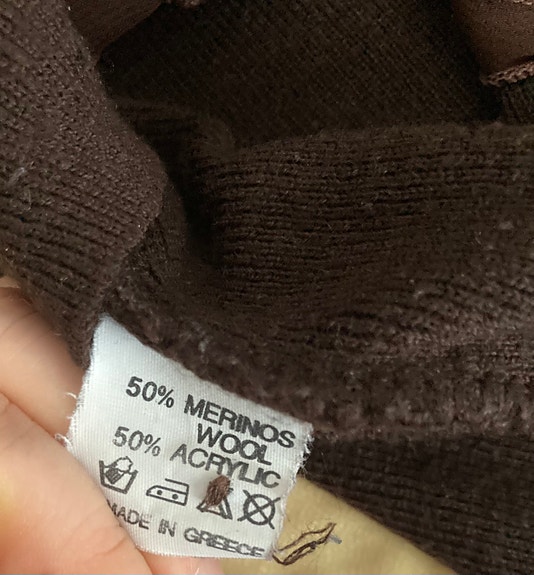 50% MERINOS
WOOL
50% ACRYLIC
MADE IN GREECE